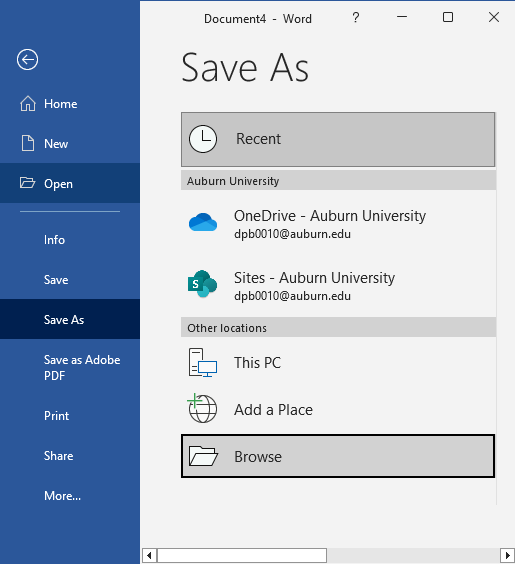 Document4 - Word
?
Save As
Home
New
Open
Info
Save
Save As
Save as Adobe
PDF
Print
Share
More...
Recent
Auburn University
OneDrive - Auburn University
dpb0010@auburn.edu
S
Sites - Auburn University
dpb0010@auburn.edu
Other locations
This PC
Add a Place
Browse